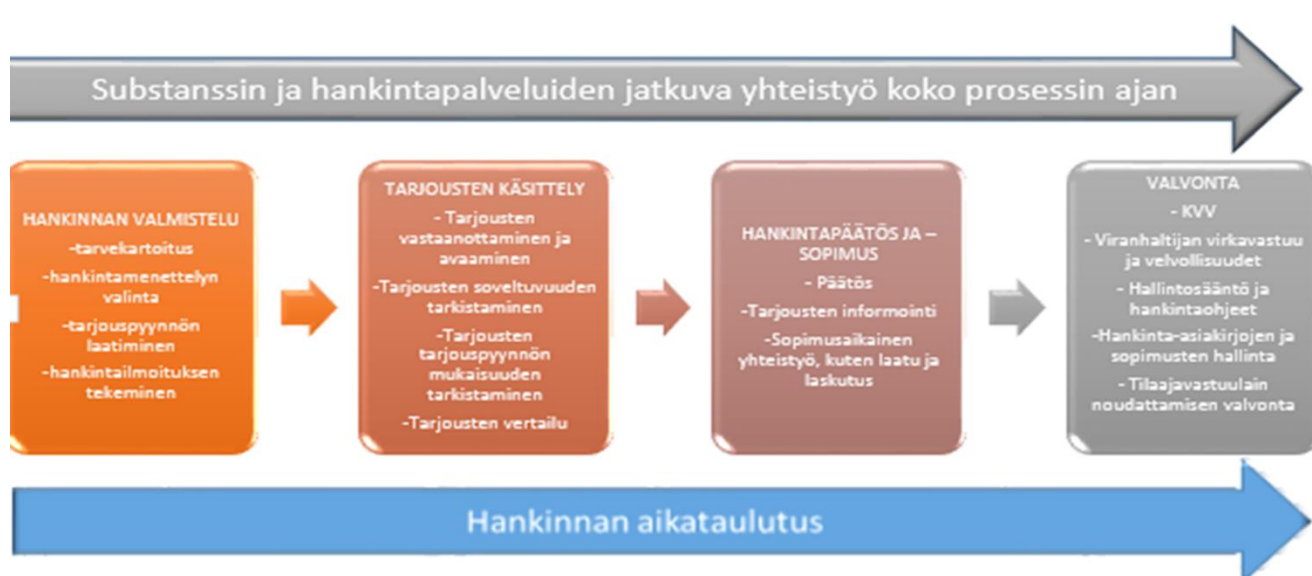 Substanssin ja hankintapalveluiden jatkuva yhteistyö koko prosessin ajan
HANKINNAN VALMISTELU
-tarvekartoitus
-hankintamenettelyn
valinta
-tarjouspyynnön
laatiminen
-hankintailmoituksen
tekeminen
TARJOUSTEN KÄSITTELY
- Tarjousten
vastaanottaminen ja
avaaminen
-Tarjousten soveltuvuuden
tarkistaminen
-Tarjousten
tarjouspyynnön
mukaisuuden
tarkistaminen
-Tarjousten vertailu
HANKINTAPÄÄTÖS JA –
SOPIMUS
- Päätös
-Tarjousten informointi
-Sopimusaikainen
yhteistyö, kuten laatu ja
laskutus
VALVONTA
- KVV
- Viranhaltijan virkavastuu
ja velvollisuudet
- Hallintosääntö ja
hankintaohjeet
-Hankinta-asiakirjojen ja
sopimusten hallinta
- Tilaajavastuulain
noudattamisen valvonta
Hankinnan aikataulutus